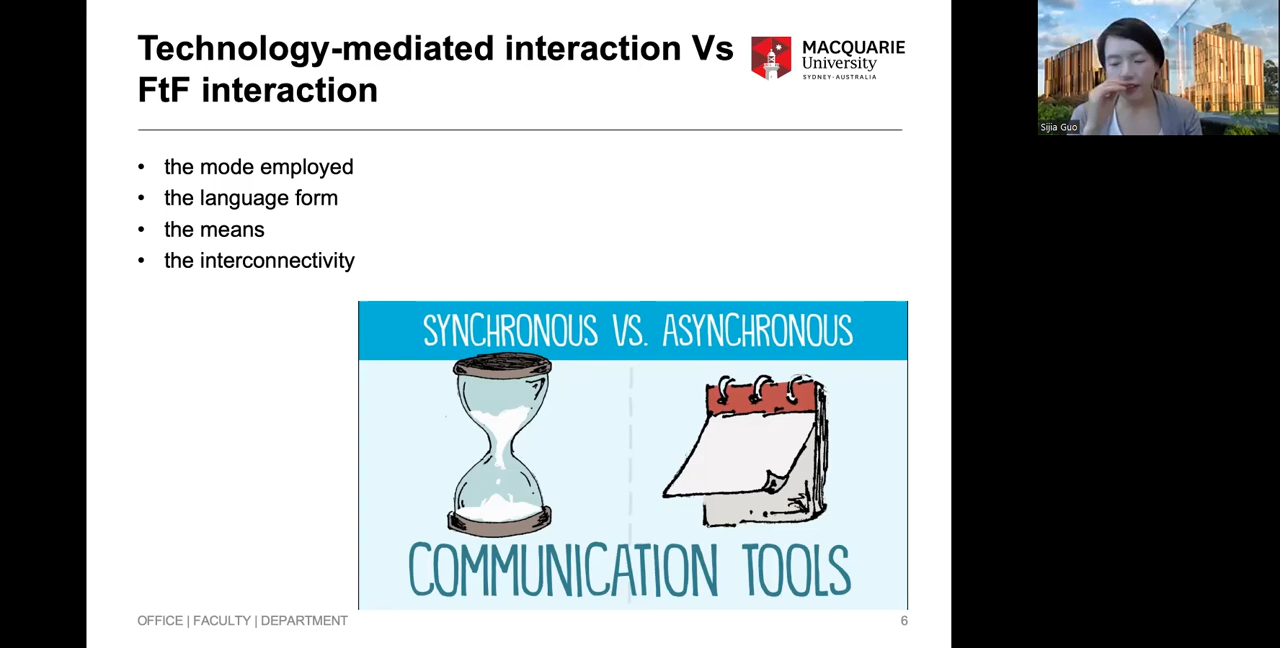 Technology-mediated interaction Vs
FtF interaction
MACQUARIE
University
SYDNEY·AUSTRALIA
• the mode employed
• the language form
• the means
• the interconnectivity
SYNCHRONOUS VS. ASYNCHRONOUS
COMMUNICATION TOOLS
OFFICE | FACULTY | DEPARTMENT
6
Sijia Guo